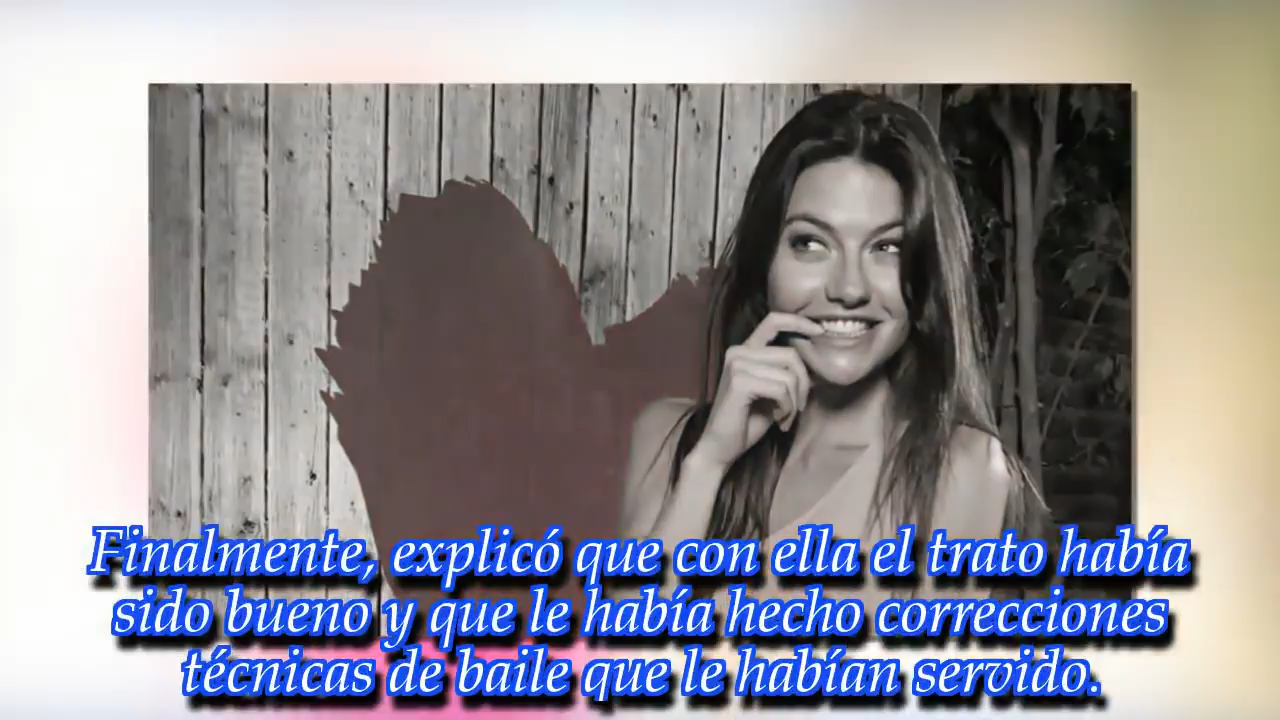 Finalmente, explicó que con ella el trato había
sido bueno y que le había hecho correcciones
técnicas de baile que le habían servido.